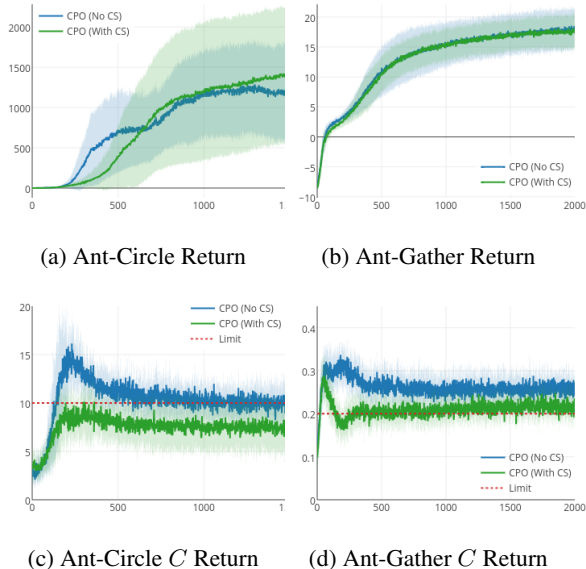 CPO (No CS)
CPO (With CS)
2000
1500
1000
500
0
0
500
1000
1
(a) Ant-Circle Return
20
15
10
5
0
−5
−10
CPO (No CS)
CPO (With CS)
0
500
1000
1500
2000
(b) Ant-Gather Return
20
15
10
5
0
CPO (No CS)
CPO (With CS)
Limit
0
500
1000
1
(c) Ant-Circle C Return
0.4
0.3
0.2
0.1
0
CPO (No CS)
CPO (With CS)
Limit
0
500
1000
1500
2000
(d) Ant-Gather C Return